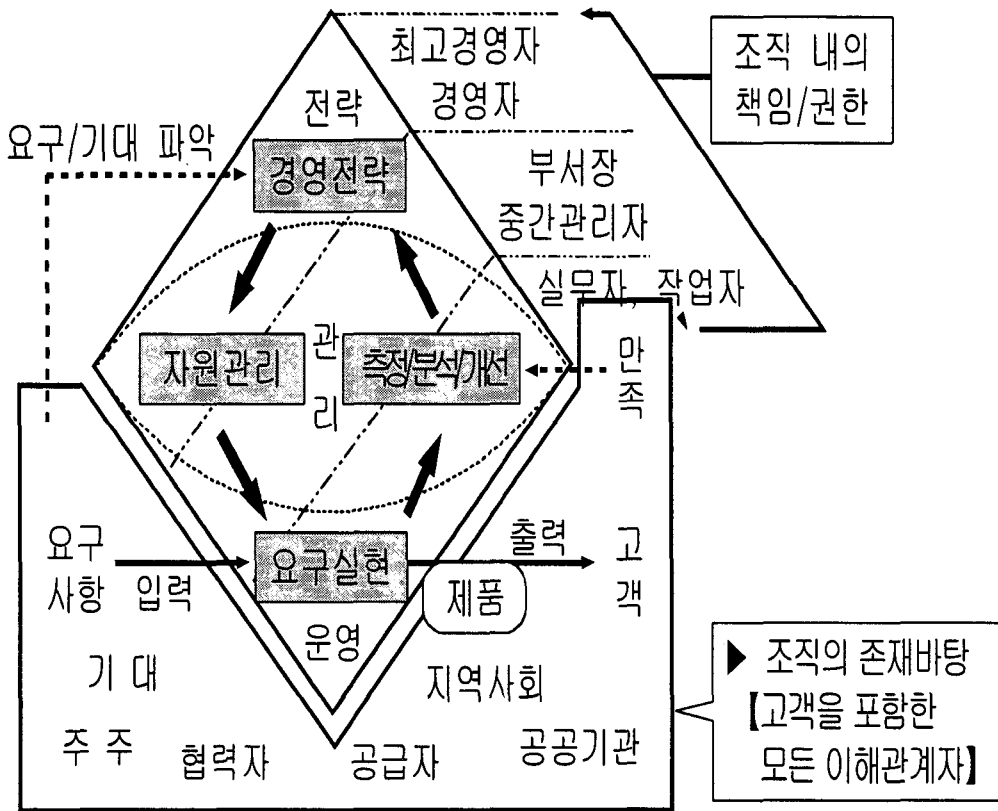 최고경영자
경영자
조직 내의
책임/권한
전략
요구/기대 파악
경영전략
부서장
중간관리자
실무자, 작업자
자원관리
관
리
측정/분석/개선
만
족
요구
사항
입력
요구실현
출력
제품
고
객
운영
기 대
지역사회
주 주
협력자
공급자
공공기관
▶ 조직의 존재바탕
【고객을 포함한
모든 이해관계자】